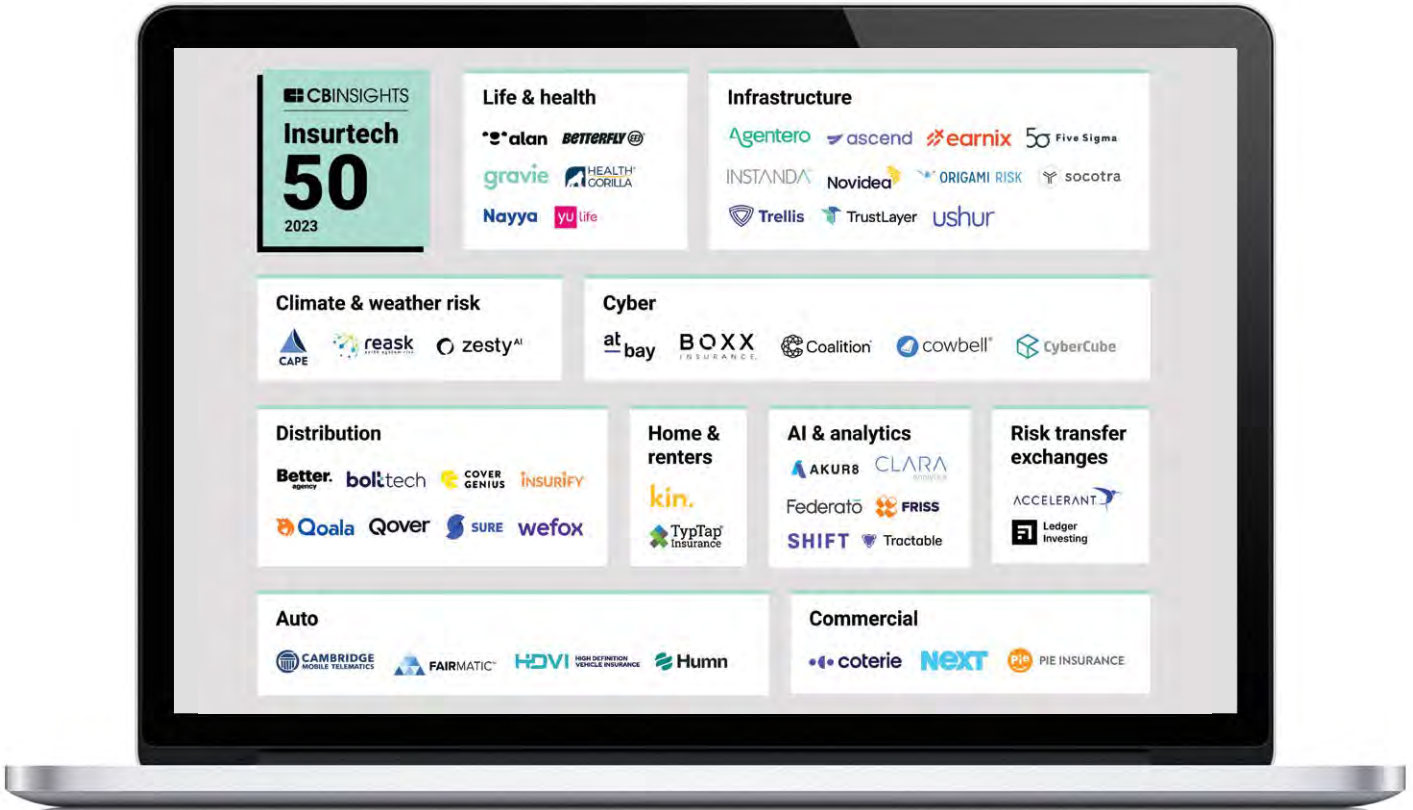 CBINSIGHTS
Insurtech
50
2023
Life & health
alan BETTERFLY
gravie HEALTH GORILLA
Nayya yu life
Infrastructure
Agentero ascend earnix 5σ Five Sigma
INSTANDA Novidea ORIGAMI RISK socotra
Trellis TrustLayer ushur
Climate & weather risk
CAPE reask zesty AI
Cyber
at bay BOXX INSURANCE. Coalition cowbell CyberCube
Distribution
Better. agency bolttech COVER GENIUS INSURIFY
Qoala Qover SURE wefox
Home &
renters
kin.
TypTap Insurance
AI & analytics
AKUR8 CLARA
Federato FRISS
SHIFT Tractable
Risk transfer
exchanges
ACCELERANT
Ledger Investing
Auto
CAMBRIDGE MOBILE TELEMATICS FAIRMATIC HDVI HIGH DEFINITION VEHICLE INSURANCE Humn
Commercial
coterie NEXT Pie PIE INSURANCE